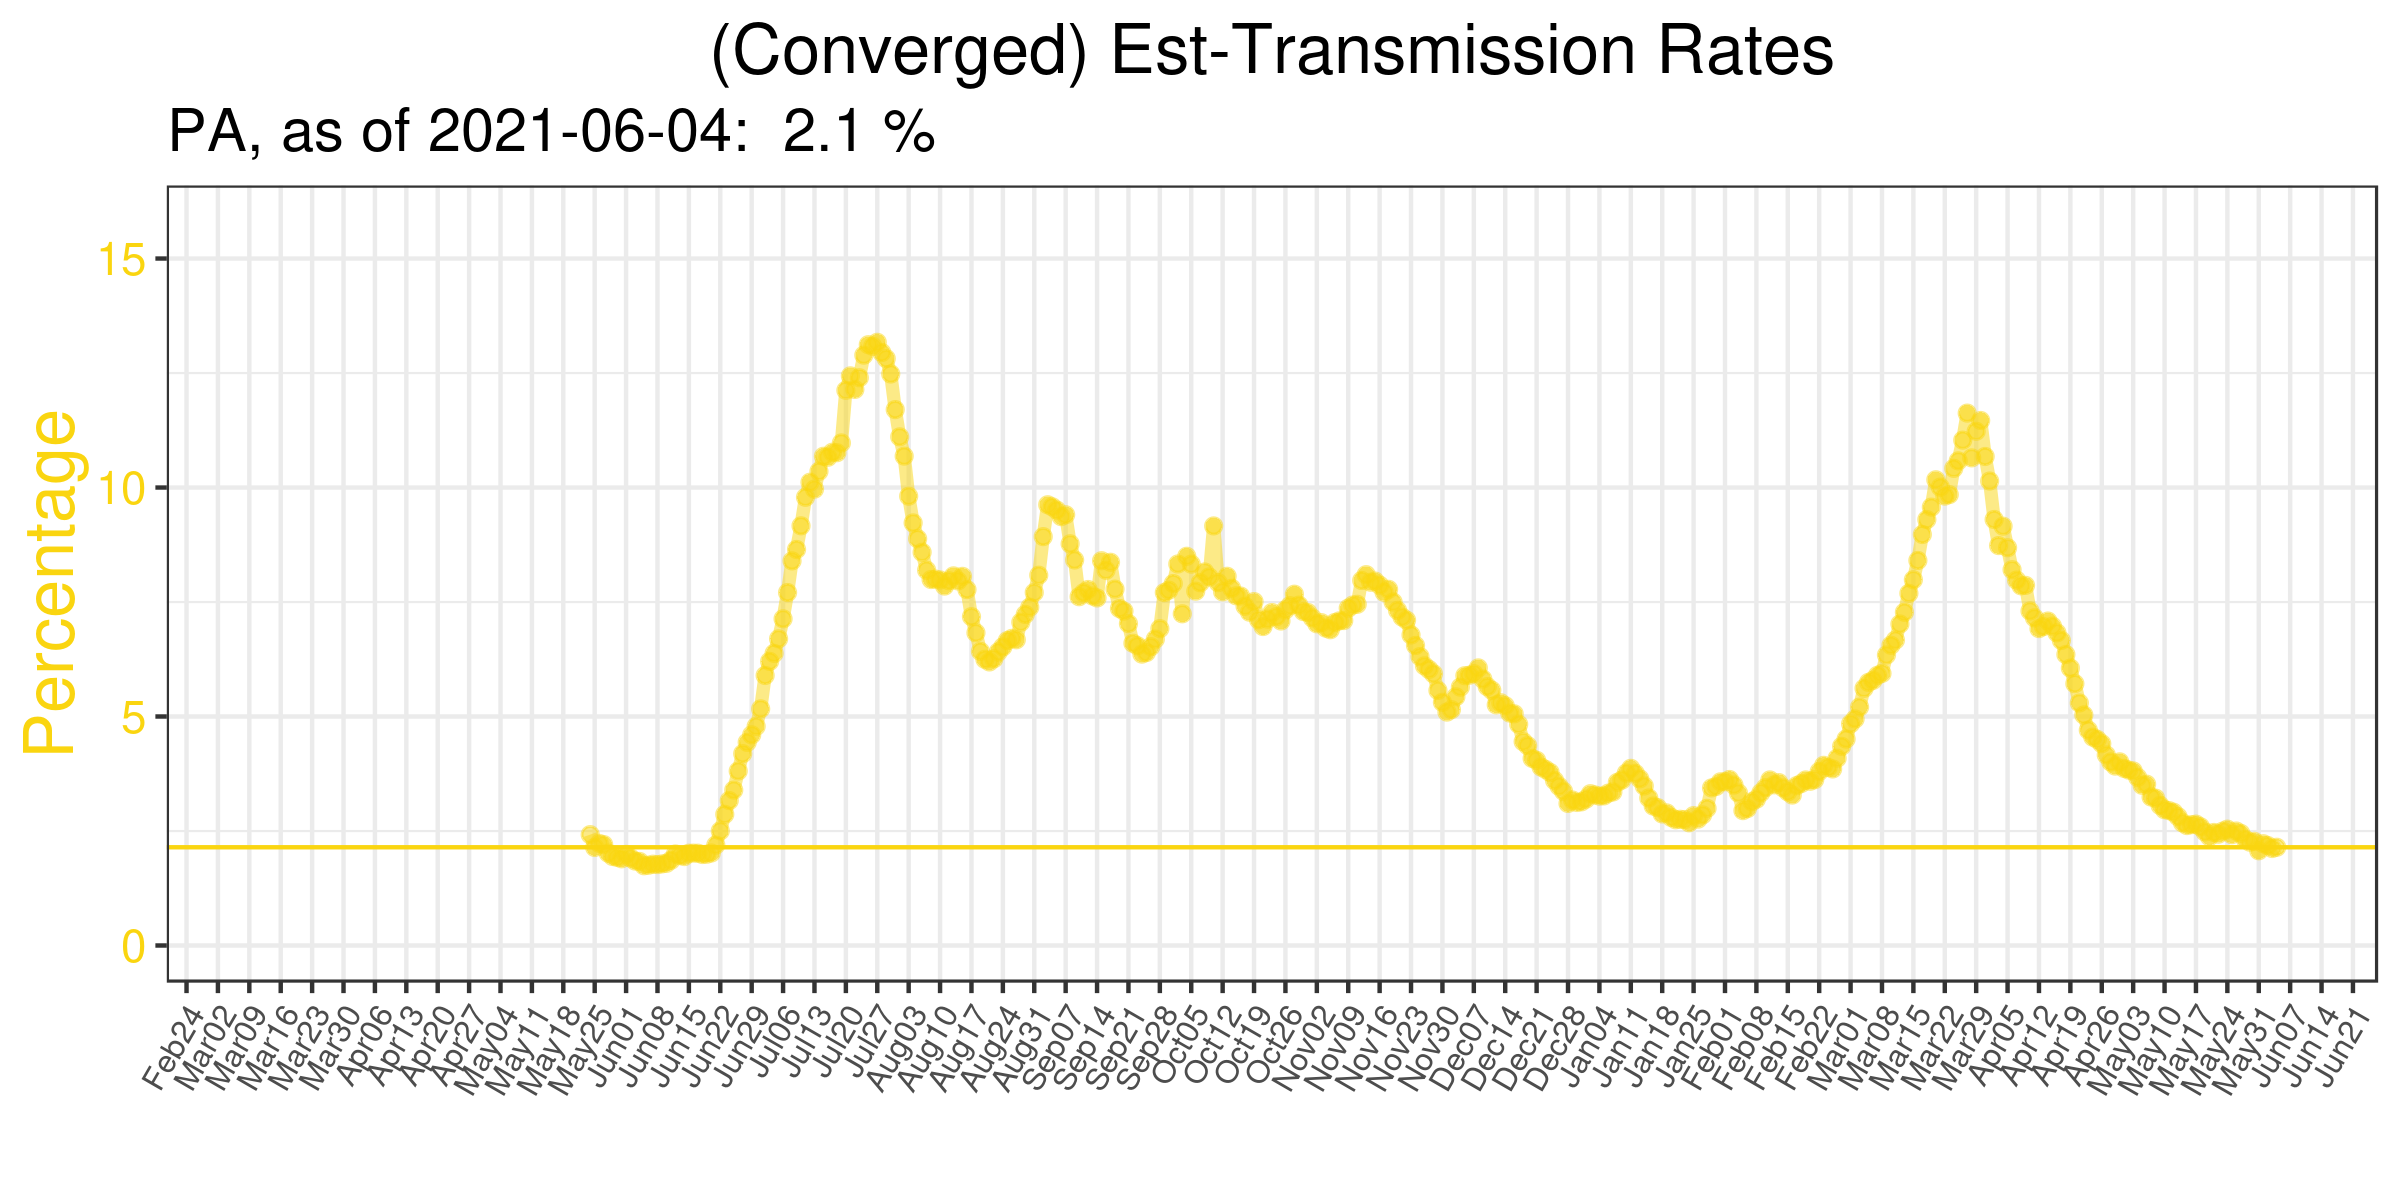 (Converged) Est-Transmission Rates
PA, as of 2021-06-04:  2.1 %
Percentage
15
10
5
0
Feb24
Mar02
Mar09
Mar16
Mar23
Mar30
Apr06
Apr13
Apr20
Apr27
May04
May11
May18
May25
Jun01
Jun08
Jun15
Jun22
Jun29
Jul06
Jul13
Jul20
Jul27
Aug03
Aug10
Aug17
Aug24
Aug31
Sep07
Sep14
Sep21
Sep28
Oct05
Oct12
Oct19
Oct26
Nov02
Nov09
Nov16
Nov23
Nov30
Dec07
Dec14
Dec21
Dec28
Jan04
Jan11
Jan18
Jan25
Feb01
Feb08
Feb15
Feb22
Mar01
Mar08
Mar15
Mar22
Mar29
Apr05
Apr12
Apr19
Apr26
May03
May10
May17
May24
May31
Jun07
Jun14
Jun21